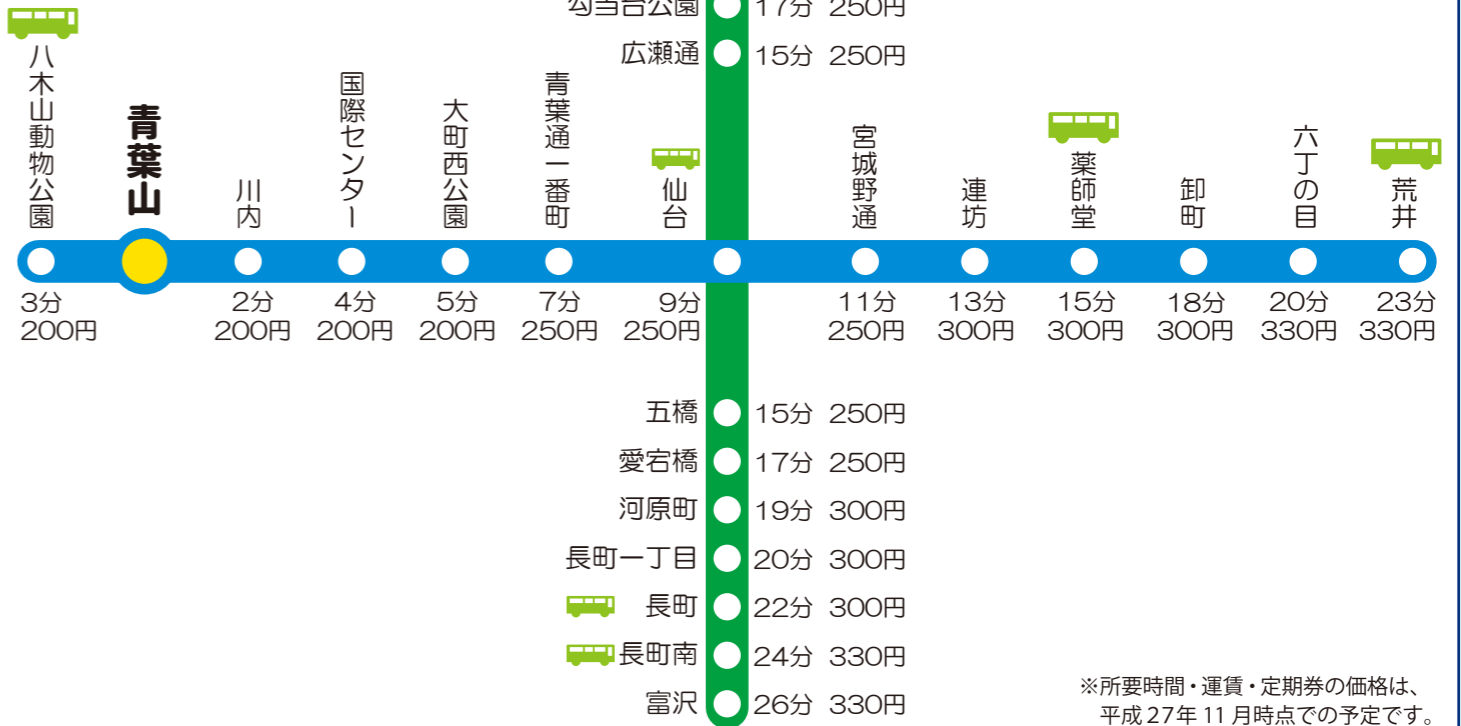 勾当台公園 17分 250円
広瀬通 15分 250円
八木山動物公園
青葉山
川内
国際センター
大町西公園
青葉通一番町
仙台
宮城野通
連坊
薬師堂
卸町
六丁の目
荒井
3分 2分 4分 5分 7分 9分 11分 13分 15分 18分 20分 23分
200円 200円 200円 200円 250円 250円 250円 300円 300円 300円 330円 330円
五橋 15分 250円
愛宕橋 17分 250円
河原町 19分 300円
長町一丁目 20分 300円
長町 22分 300円
長町南 24分 330円
富沢 26分 330円
※所要時間・運賃・定期券の価格は、
平成27年11月時点での予定です。